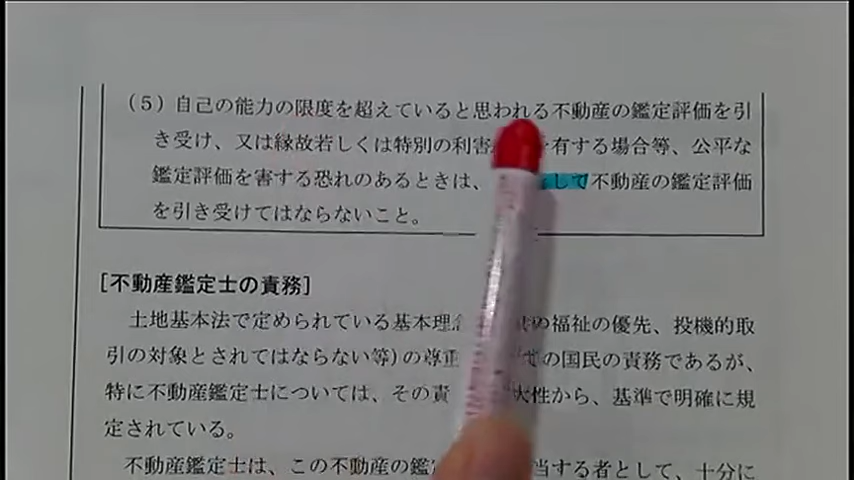 (5) 自己の能力の限度を超えていると思われる不動産の鑑定評価を引
き受け、又は縁故若しくは特別の利害 有する場合等、公平な
鑑定評価を害する恐れのあるときは、 して不動産の鑑定評価
を引き受けてはならないこと。
[不動産鑑定士の責務]
土地基本法で定められている基本理 の福祉の優先、投機的取
引の対象とされてはならない等)の尊重 の国民の責務であるが、
特に不動産鑑定士については、その責 大性から、基準で明確に規
定されている。
不動産鑑定士は、この不動産の鑑 当する者として、十分に